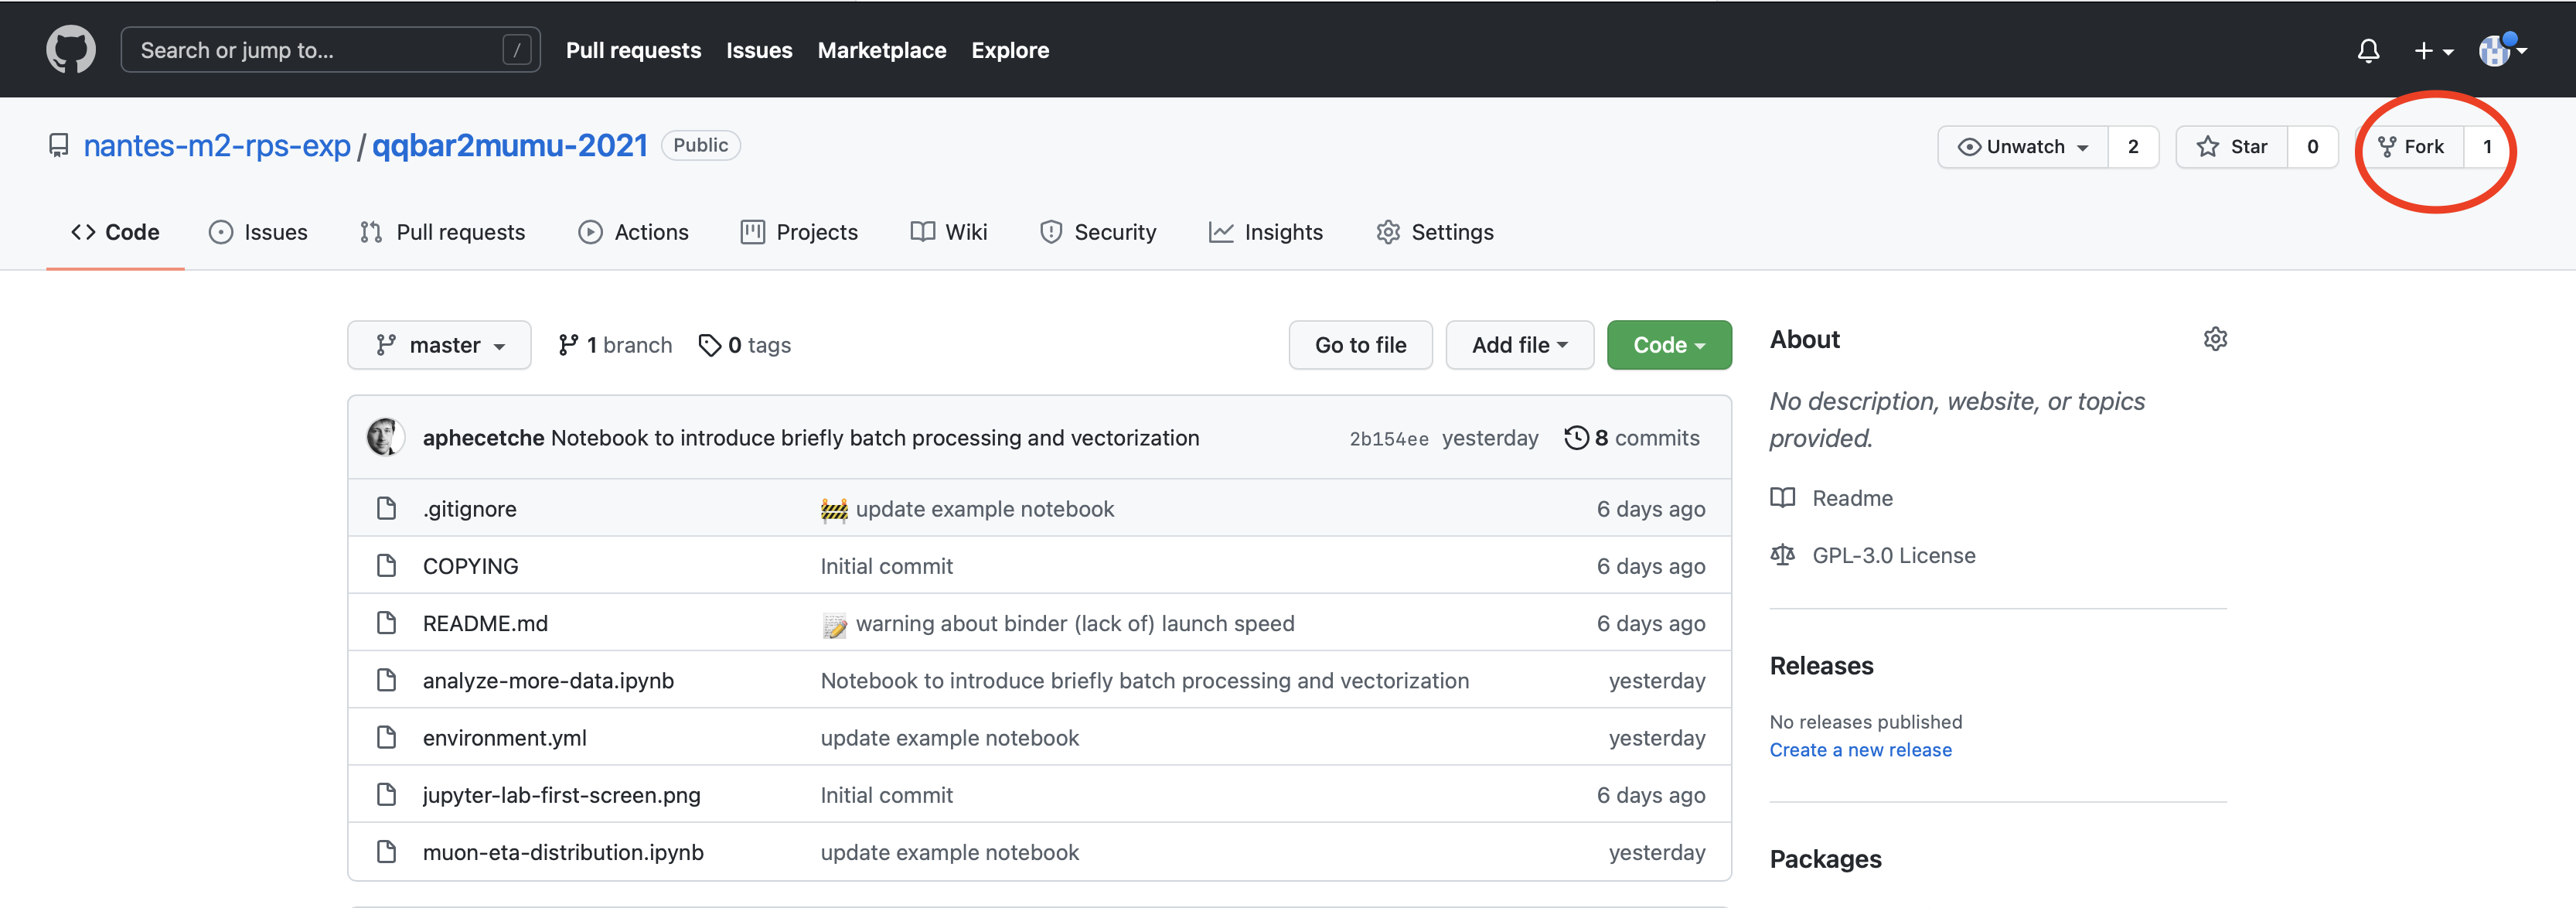 Search or jump to... / Pull requests Issues Marketplace Explore
nantes-m2-rps-exp / qqbar2mumu-2021 Public Unwatch 2 Star 0 Fork 1
Code Issues Pull requests Actions Projects Wiki Security Insights Settings
master 1 branch 0 tags Go to file Add file Code
aphecetche Notebook to introduce briefly batch processing and vectorization 2b154ee yesterday 8 commits
.gitignore update example notebook 6 days ago
COPYING Initial commit 6 days ago
README.md warning about binder (lack of) launch speed 6 days ago
analyze-more-data.ipynb Notebook to introduce briefly batch processing and vectorization yesterday
environment.yml update example notebook yesterday
jupyter-lab-first-screen.png Initial commit 6 days ago
muon-eta-distribution.ipynb update example notebook yesterday
About
No description, website, or topics
provided.
Readme
GPL-3.0 License
Releases
No releases published
Create a new release
Packages